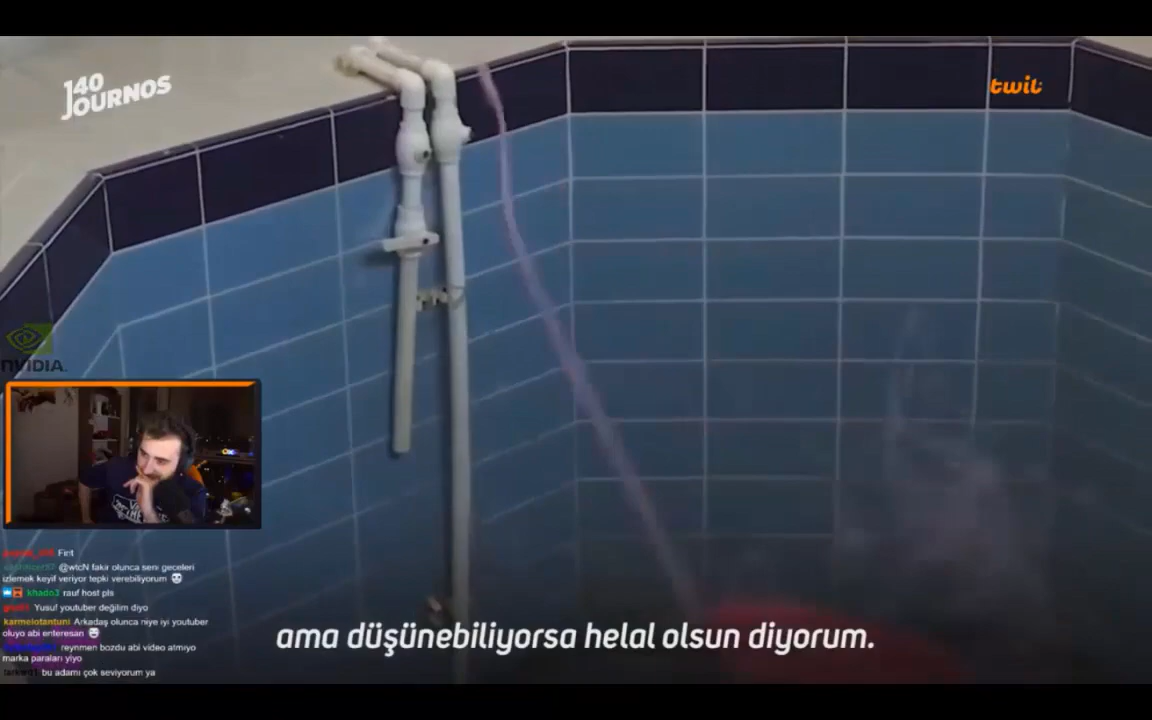 140
JOURNOS
twit
NVIDIA.
Firt
@wtcN fakir olunca seni geceleri
izlemek keyif veriyor tepki verebiliyorum
khado3 rauf host pls
Yusuf youtuber değilim diyo
karmelotantuni Arkadaş olunca niye iyi youtuber
oluyo abi enteresan
reynmen bozdu abi video atmıyo
marka paraları yiyo
bu adamı çok seviyorum ya
ama düşünebiliyorsa helal olsun diyorum.